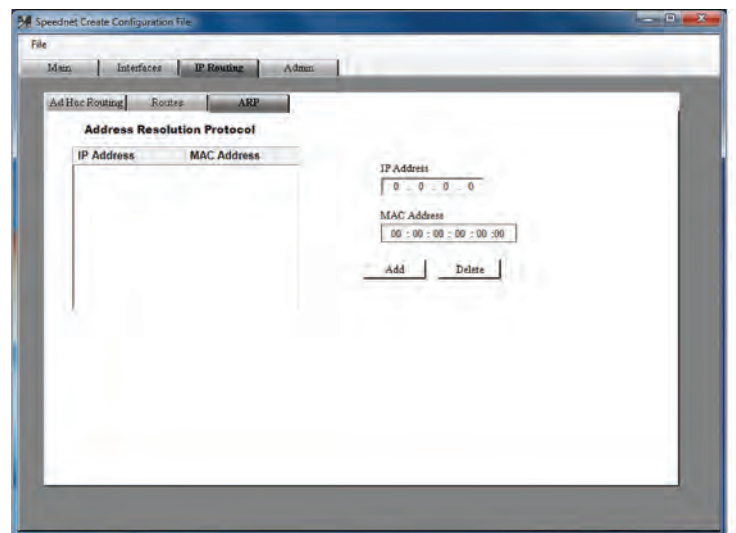 Speednet Create Configuration File
File
Main Interfaces IP Routing Admin
Ad Hoc Routing Routes ARP
Address Resolution Protocol
IP Address MAC Address
IP Address
0 . 0 . 0 . 0
MAC Address
00 : 00 : 00 : 00 : 00 :00
Add Delete